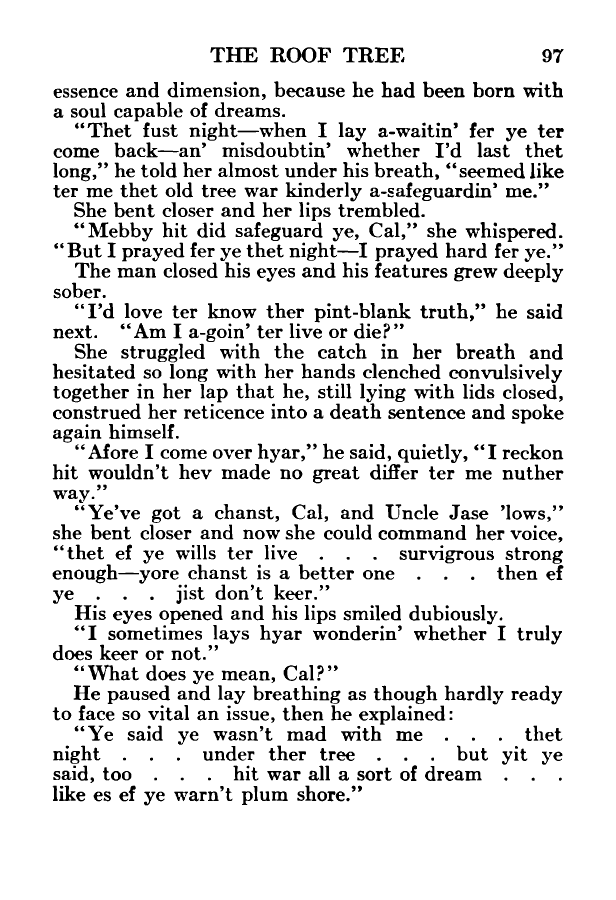 THE ROOF TREE 97
essence and dimension, because he had been born with
a soul capable of dreams.
“Thet fust night—when I lay a-waitin’ fer ye ter
come back—an’ misdoubtin’ whether I’d last thet
long,” he told her almost under his breath, “seemed like
ter me thet old tree war kinderly a-safeguardin’ me.”
She bent closer and her lips trembled.
“Mebby hit did safeguard ye, Cal,” she whispered.
“But I prayed fer ye thet night—I prayed hard fer ye.”
The man closed his eyes and his features grew deeply
sober.
“I’d love ter know ther pint-blank truth,” he said
next. “Am I a-goin’ ter live or die?”
She struggled with the catch in her breath and
hesitated so long with her hands clenched convulsively
together in her lap that he, still lying with lids closed,
construed her reticence into a death sentence and spoke
again himself.
“Afore I come over hyar,” he said, quietly, “I reckon
hit wouldn’t hev made no great differ ter me nuther
way.”
“Ye’ve got a chanst, Cal, and Uncle Jase ’lows,”
she bent closer and now she could command her voice,
“thet ef ye wills ter live . . . survigrous strong
enough—yore chanst is a better one . . . then ef
ye . . . jist don’t keer.”
His eyes opened and his lips smiled dubiously.
“I sometimes lays hyar wonderin’ whether I truly
does keer or not.”
“What does ye mean, Cal?”
He paused and lay breathing as though hardly ready
to face so vital an issue, then he explained:
“Ye said ye wasn’t mad with me . . . thet
night . . . under ther tree . . . but yit ye
said, too . . . hit war all a sort of dream . . .
like es ef ye warn’t plum shore.”